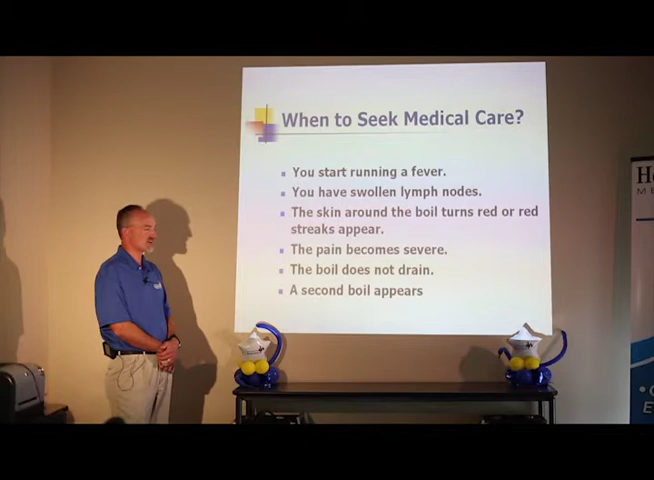 When to Seek Medical Care?
You start running a fever.
You have swollen lymph nodes.
The skin around the boil turns red or red
streaks appear.
The pain becomes severe.
The boil does not drain.
A second boil appears